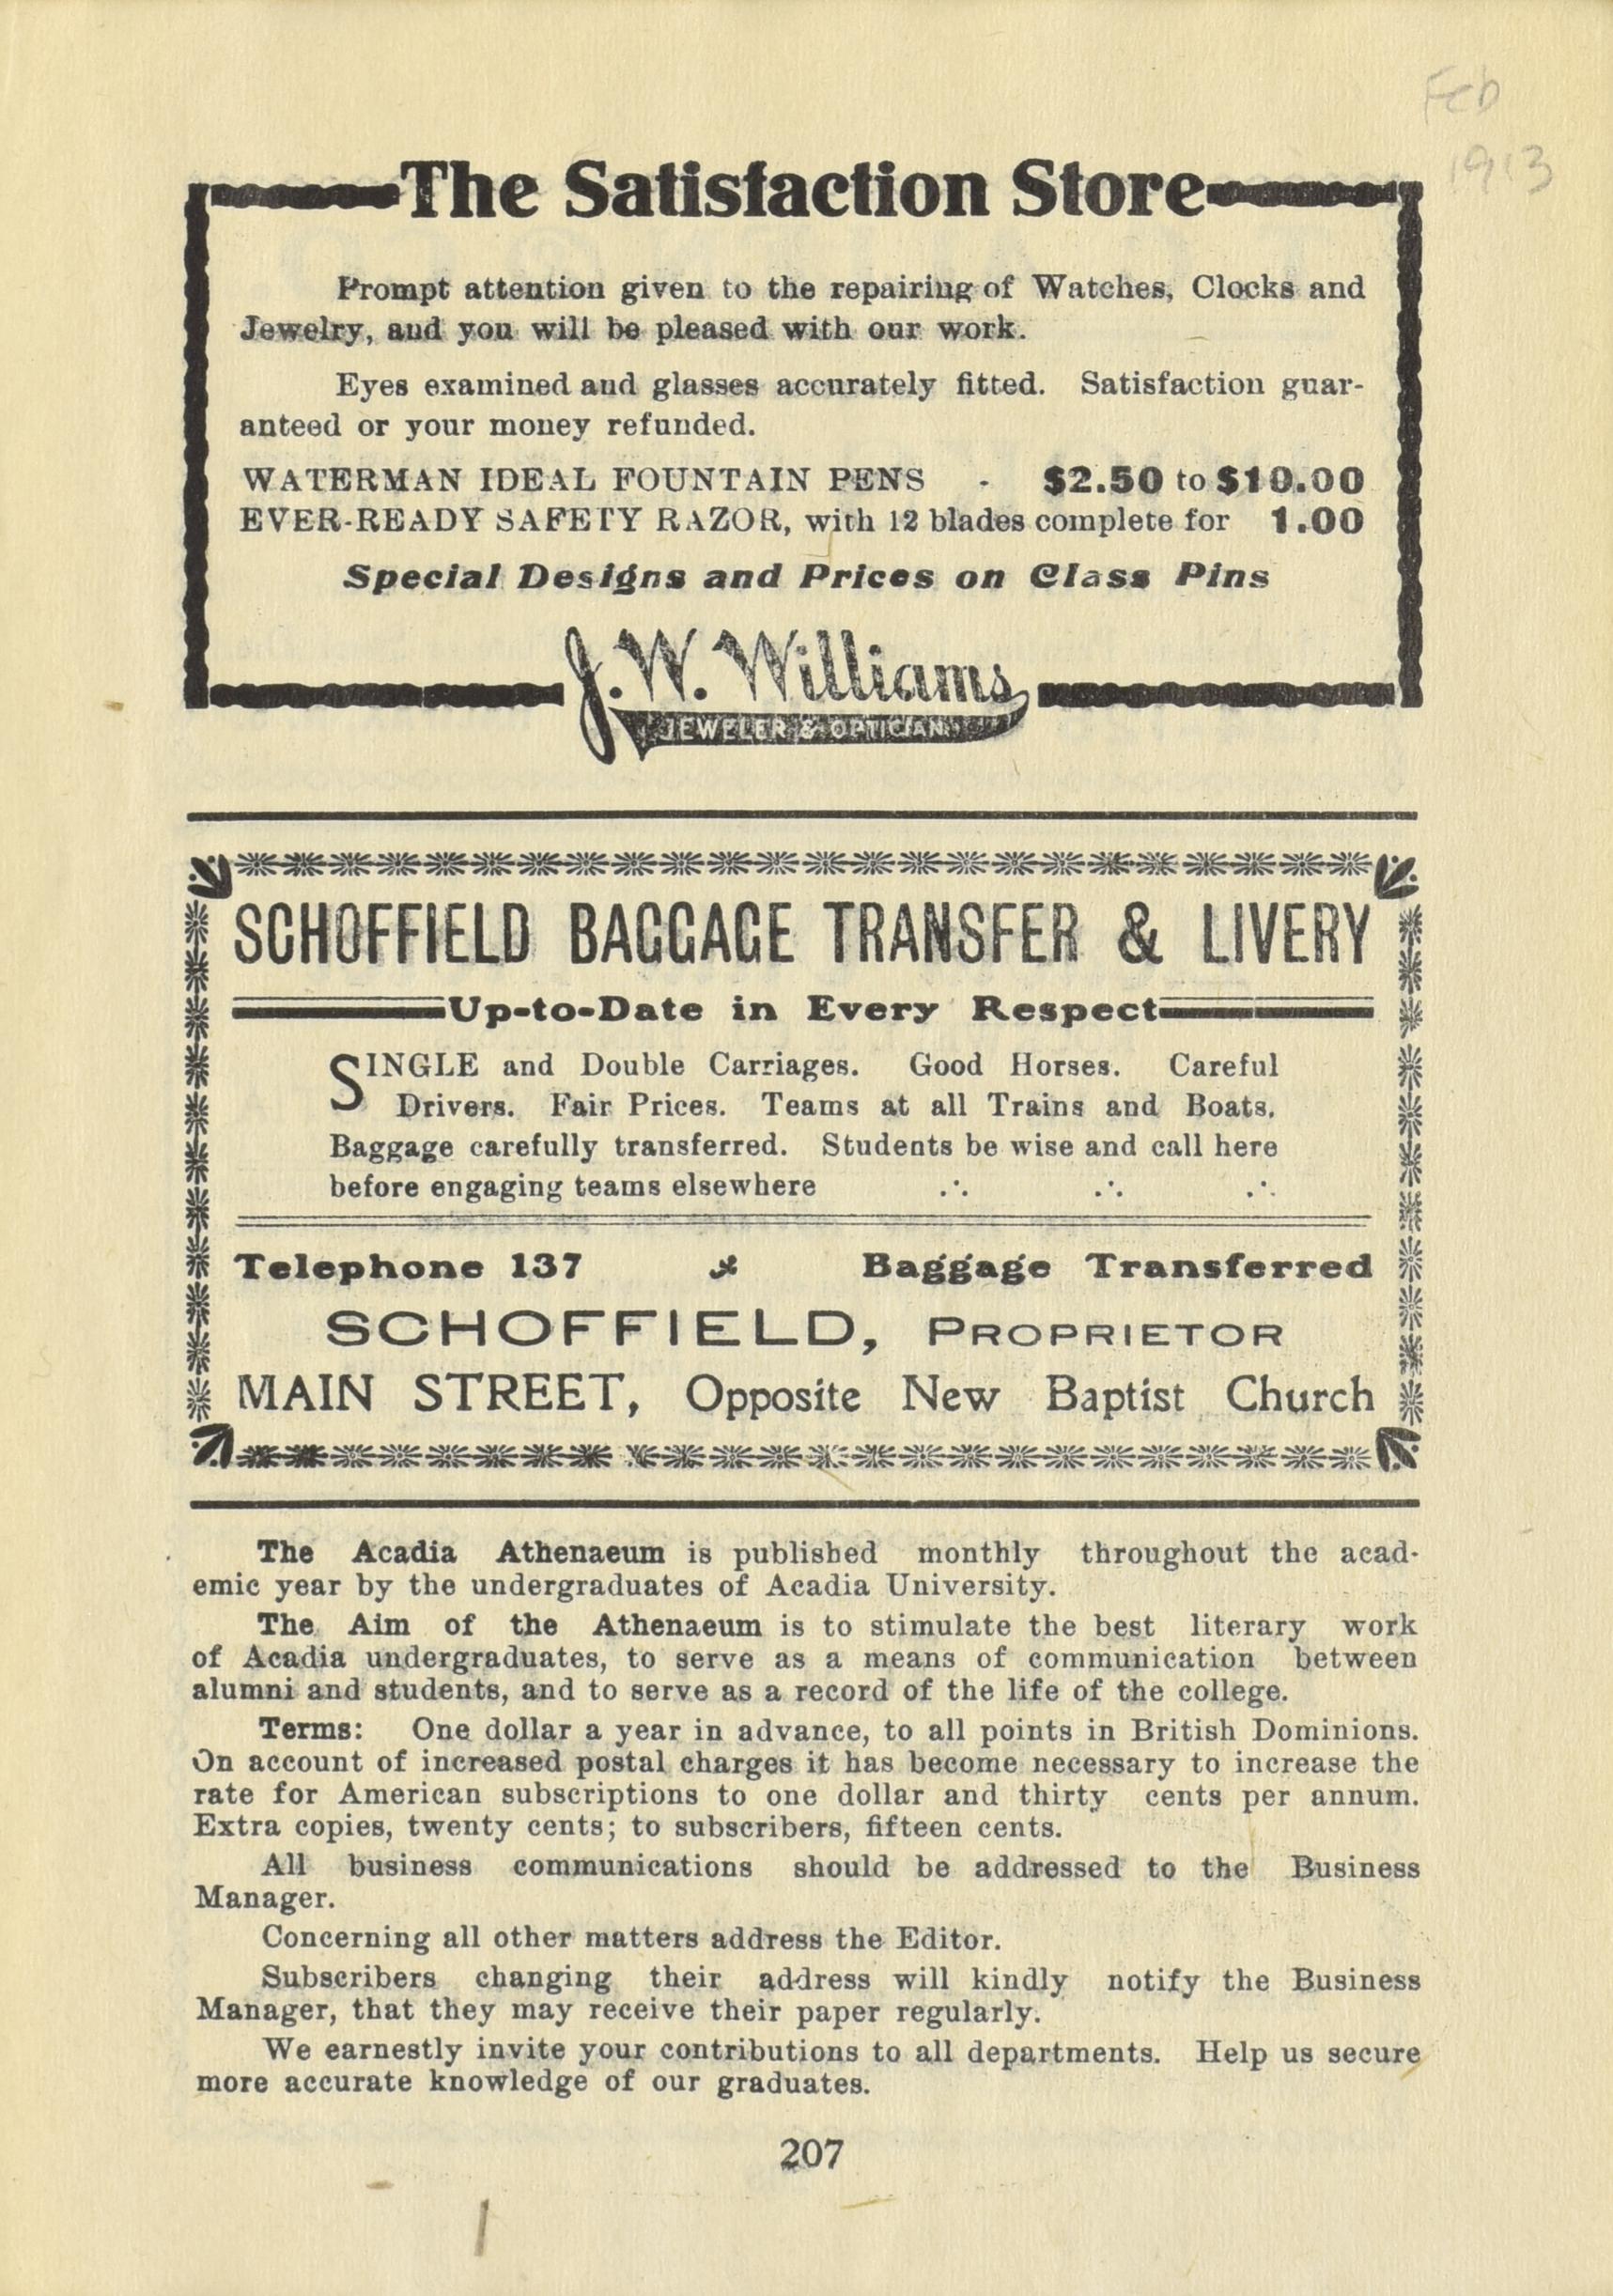 Feb
1913
The Satisfaction Store
Prompt attention given to the repairing of Watches, Clocks and
Jewelry, and you will be pleased with our work.
Eyes examined and glasses accurately fitted. Satisfaction guar-
anteed or your money refunded.
WATERMAN IDEAL FOUNTAIN PENS - $2.50 to $10.00
EVER-READY SAFETY RAZOR, with 12 blades complete for 1.00
Special Designs and Prices on Class Pins
J. W. Williams
JEWELER & OPTICIAN
SCHOFFIELD BAGGAGE TRANSFER & LIVERY
Up-to-Date in Every Respect
SINGLE and Double Carriages. Good Horses. Careful
Drivers. Fair Prices. Teams at all Trains and Boats.
Baggage carefully transferred. Students be wise and call here
before engaging teams elsewhere ∴ ∴ ∴
Telephone 137 Baggage Transferred
SCHOFFIELD, PROPRIETOR
MAIN STREET, Opposite New Baptist Church
The Acadia Athenaeum is published monthly throughout the acad-
emic year by the undergraduates of Acadia University.
The Aim of the Athenaeum is to stimulate the best literary work
of Acadia undergraduates, to serve as a means of communication between
alumni and students, and to serve as a record of the life of the college.
Terms: One dollar a year in advance, to all points in British Dominions.
On account of increased postal charges it has become necessary to increase the
rate for American subscriptions to one dollar and thirty cents per annum.
Extra copies, twenty cents; to subscribers, fifteen cents.
All business communications should be addressed to the Business
Manager.
Concerning all other matters address the Editor.
Subscribers changing their address will kindly notify the Business
Manager, that they may receive their paper regularly.
We earnestly invite your contributions to all departments. Help us secure
more accurate knowledge of our graduates.
207